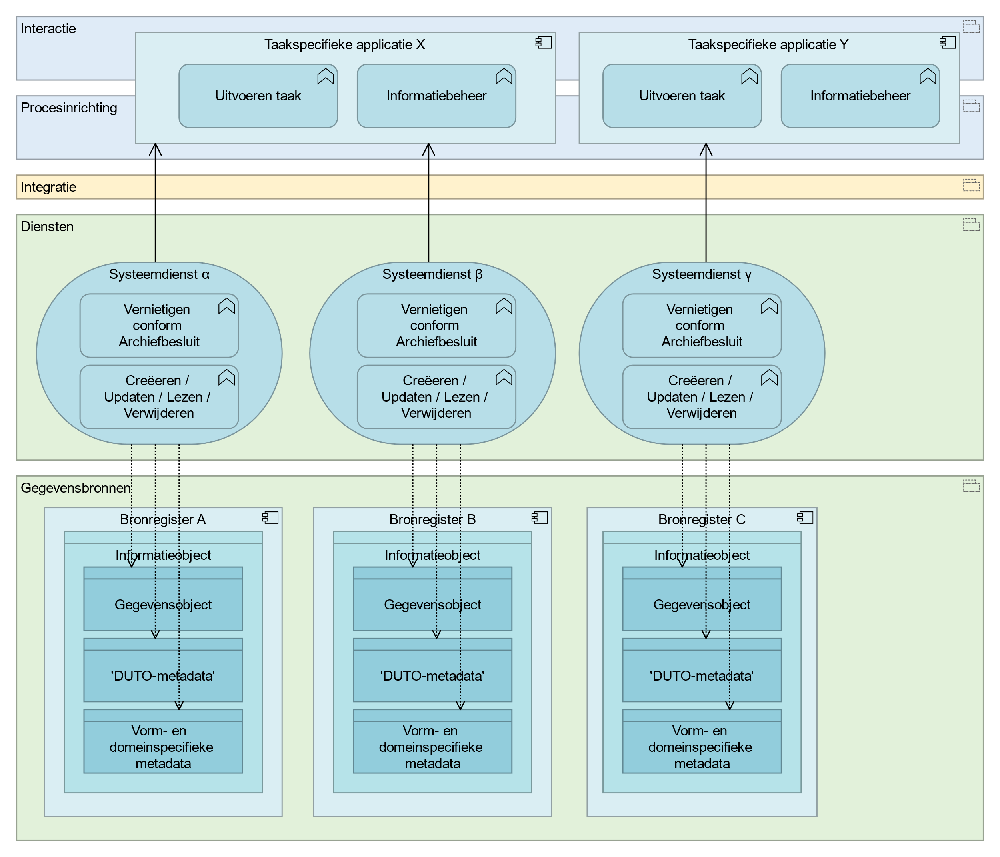 Interactie
Taakspecifieke applicatie X
Taakspecifieke applicatie Y
Uitvoeren taak
Informatiebeheer
Uitvoeren taak
Informatiebeheer
Procesinrichting
Integratie
Diensten
Systeemdienst α
Vernietigen
conform
Archiefbesluit
Creëeren /
Updaten / Lezen /
Verwijderen
Systeemdienst β
Vernietigen
conform
Archiefbesluit
Creëeren /
Updaten / Lezen /
Verwijderen
Systeemdienst γ
Vernietigen
conform
Archiefbesluit
Creëeren /
Updaten / Lezen /
Verwijderen
Gegevensbronnen
Bronregister A
Informatieobject
Gegevensobject
'DUTO-metadata'
Vorm- en
domeinspecifieke
metadata
Bronregister B
Informatieobject
Gegevensobject
'DUTO-metadata'
Vorm- en
domeinspecifieke
metadata
Bronregister C
Informatieobject
Gegevensobject
'DUTO-metadata'
Vorm- en
domeinspecifieke
metadata